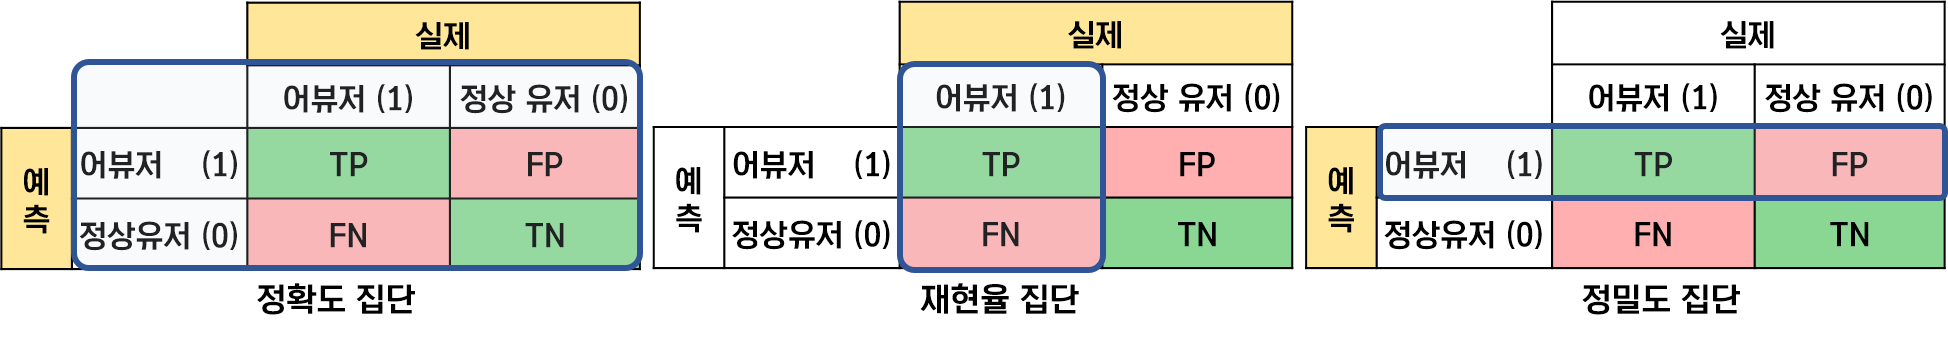 실제
어뷰저 (1) 정상 유저 (0)
예측
어뷰저 (1) TP FP
정상유저 (0) FN TN
정확도 집단
실제
어뷰저 (1) 정상 유저 (0)
예측
어뷰저 (1) TP FP
정상유저 (0) FN TN
재현율 집단
실제
어뷰저 (1) 정상 유저 (0)
예측
어뷰저 (1) TP FP
정상유저 (0) FN TN
정밀도 집단